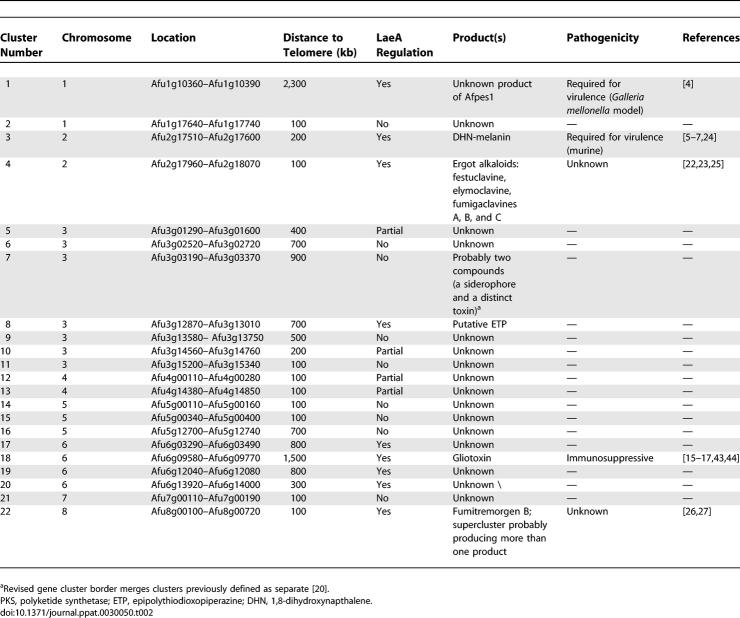 Cluster Number Chromosome Location Distance to Telomere (kb) LaeA Regulation Product(s) Pathogenicity References
1 1 Afu1g10360–Afu1g10390 2,300 Yes Unknown product of Afpes1 Required for virulence (Galleria mellonella model) [4]
2 1 Afu1g17640–Afu1g17740 100 No Unknown — —
3 2 Afu2g17510–Afu2g17600 200 Yes DHN-melanin Required for virulence (murine) [5–7,24]
4 2 Afu2g17960–Afu2g18070 100 Yes Ergot alkaloids: festuclavine, elymoclavine, fumigaclavines A, B, and C Unknown [22,23,25]
5 3 Afu3g01290–Afu3g01600 400 Partial Unknown — —
6 3 Afu3g02520–Afu3g02720 700 No Unknown — —
7 3 Afu3g03190–Afu3g03370 900 No Probably two compounds (a siderophore and a distinct toxin)a — —
8 3 Afu3g12870–Afu3g13010 700 Yes Putative ETP — —
9 3 Afu3g13580– Afu3g13750 500 No Unknown — —
10 3 Afu3g14560–Afu3g14760 200 Partial Unknown — —
11 3 Afu3g15200–Afu3g15340 100 No Unknown — —
12 4 Afu4g00110–Afu4g00280 100 Partial Unknown — —
13 4 Afu4g14380–Afu4g14850 100 Partial Unknown — —
14 5 Afu5g00110–Afu5g00160 100 No Unknown — —
15 5 Afu5g00340–Afu5g00400 100 No Unknown — —
16 5 Afu5g12700–Afu5g12740 700 No Unknown — —
17 6 Afu6g03290–Afu6g03490 800 Yes Unknown — —
18 6 Afu6g09580–Afu6g09770 1,500 Yes Gliotoxin Immunosuppressive [15–17,43,44]
19 6 Afu6g12040–Afu6g12080 800 Yes Unknown — —
20 6 Afu6g13920–Afu6g14000 300 Yes Unknown \ — —
21 7 Afu7g00110–Afu7g00190 100 No Unknown — —
22 8 Afu8g00100–Afu8g00720 100 Yes Fumitremorgen B; supercluster probably producing more than one product Unknown [26,27]
aRevised gene cluster border merges clusters previously defined as separate [20].
PKS, polyketide synthetase; ETP, epipolythiodioxopiperazine; DHN, 1,8-dihydroxynapthalene.
doi:10.1371/journal.ppat.0030050.t002